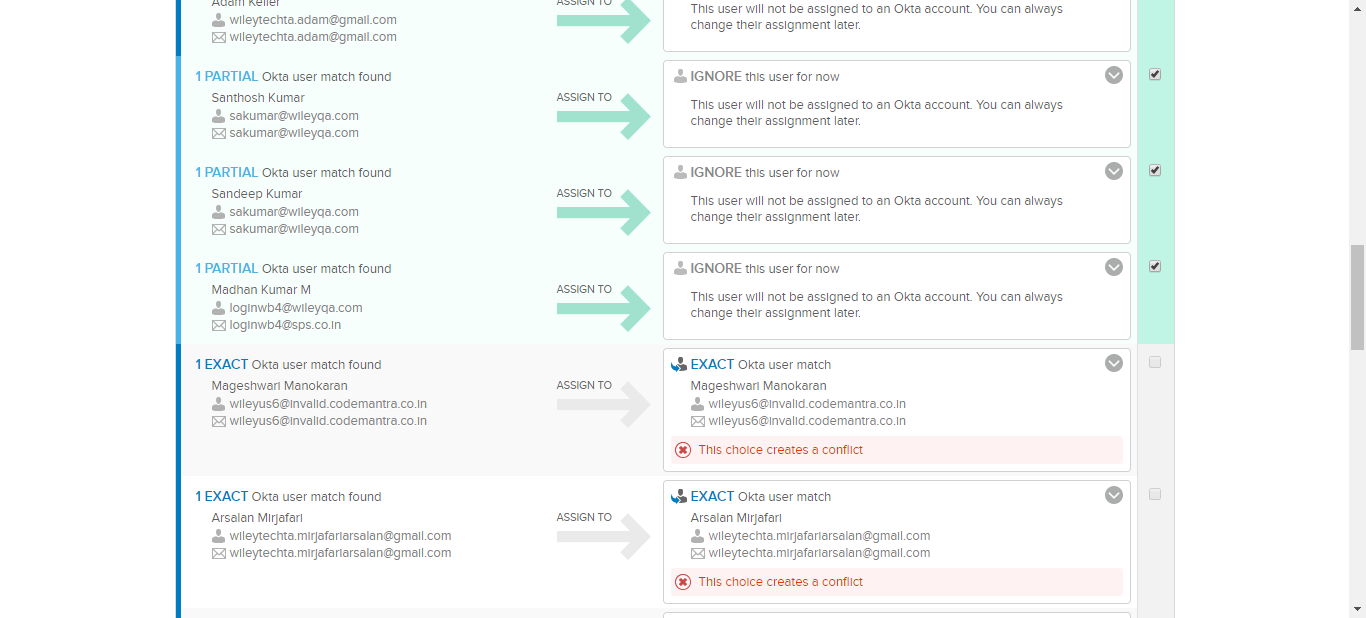 Adam Keller
wileytechta.adam@gmail.com
wileytechta.adam@gmail.com
ASSIGN TO
This user will not be assigned to an Okta account. You can always
change their assignment later.
1 PARTIAL Okta user match found
Santhosh Kumar
sakumar@wileyqa.com
sakumar@wileyqa.com
ASSIGN TO
IGNORE this user for now
This user will not be assigned to an Okta account. You can always
change their assignment later.
1 PARTIAL Okta user match found
Sandeep Kumar
sakumar@wileyqa.com
sakumar@wileyqa.com
ASSIGN TO
IGNORE this user for now
This user will not be assigned to an Okta account. You can always
change their assignment later.
1 PARTIAL Okta user match found
Madhan Kumar M
loginwb4@wileyqa.com
loginwb4@sps.co.in
ASSIGN TO
IGNORE this user for now
This user will not be assigned to an Okta account. You can always
change their assignment later.
1 EXACT Okta user match found
Mageshwari Manokaran
wileyus6@invalid.codemantra.co.in
wileyus6@invalid.codemantra.co.in
ASSIGN TO
EXACT Okta user match
Mageshwari Manokaran
wileyus6@invalid.codemantra.co.in
wileyus6@invalid.codemantra.co.in
This choice creates a conflict
1 EXACT Okta user match found
Arsalan Mirjafari
wileytechta.mirjafariarsalan@gmail.com
wileytechta.mirjafariarsalan@gmail.com
ASSIGN TO
EXACT Okta user match
Arsalan Mirjafari
wileytechta.mirjafariarsalan@gmail.com
wileytechta.mirjafariarsalan@gmail.com
This choice creates a conflict